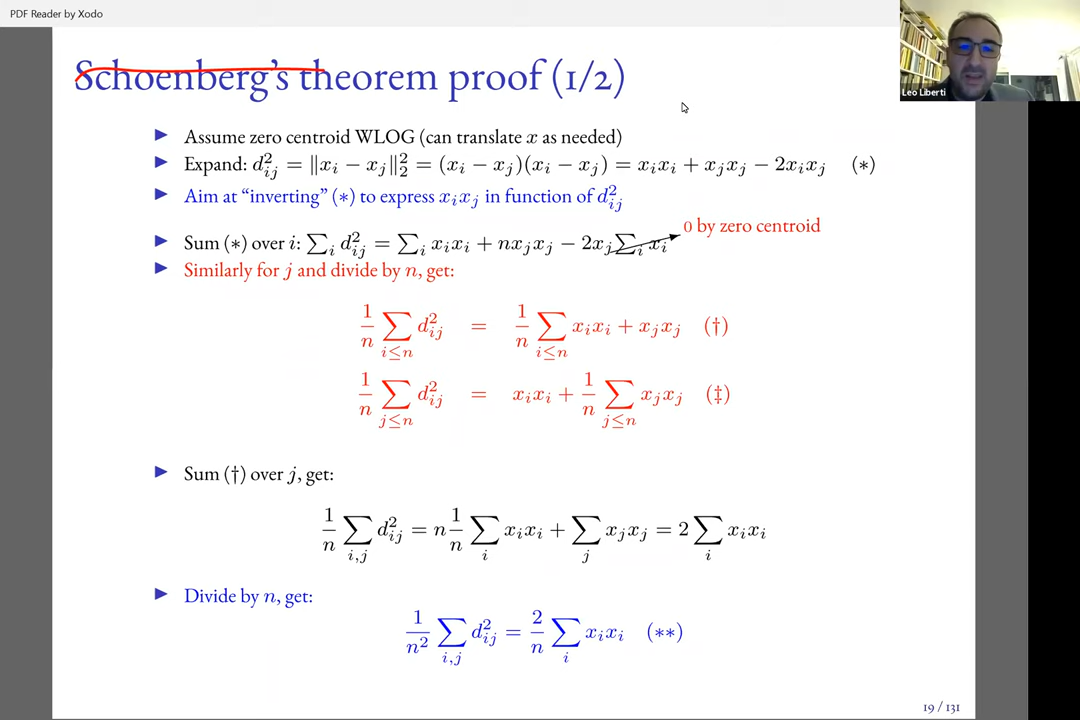 PDF Reader by Xodo
Leo Liberti
Schoenberg's theorem proof (1/2)
▶ Assume zero centroid WLOG (can translate x as needed)
▶ Expand: d²ᵢⱼ = ‖xᵢ − xⱼ‖²₂ = (xᵢ − xⱼ)(xᵢ − xⱼ) = xᵢxᵢ + xⱼxⱼ − 2xᵢxⱼ (∗)
▶ Aim at “inverting” (∗) to express xᵢxⱼ in function of d²ᵢⱼ
0 by zero centroid
▶ Sum (∗) over i: ∑ᵢ d²ᵢⱼ = ∑ᵢ xᵢxᵢ + nxⱼxⱼ − 2xⱼ∑ᵢ xᵢ
▶ Similarly for j and divide by n, get:
1/n ∑_{i≤n} d²ᵢⱼ = 1/n ∑_{i≤n} xᵢxᵢ + xⱼxⱼ (†)
1/n ∑_{j≤n} d²ᵢⱼ = xᵢxᵢ + 1/n ∑_{j≤n} xⱼxⱼ (‡)
▶ Sum (†) over j, get:
1/n ∑_{i,j} d²ᵢⱼ = n 1/n ∑ᵢ xᵢxᵢ + ∑ⱼ xⱼxⱼ = 2 ∑ᵢ xᵢxᵢ
▶ Divide by n, get:
1/n² ∑_{i,j} d²ᵢⱼ = 2/n ∑ᵢ xᵢxᵢ (∗∗)
19 / 131